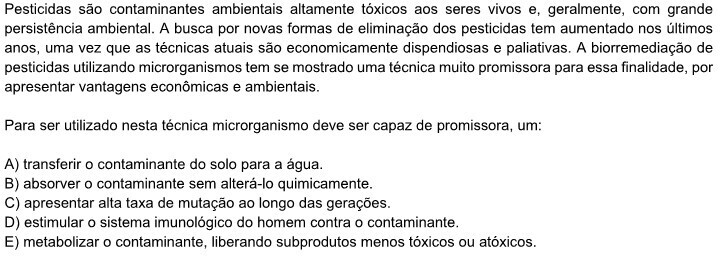 Pesticidas são contaminantes ambientais altamente tóxicos aos seres vivos e, geralmente, com grande
persistência ambiental. A busca por novas formas de eliminação dos pesticidas tem aumentado nos últimos
anos, uma vez que as técnicas atuais são economicamente dispendiosas e paliativas. A biorremediação de
pesticidas utilizando microrganismos tem se mostrado uma técnica muito promissora para essa finalidade, por
apresentar vantagens econômicas e ambientais.
Para ser utilizado nesta técnica microrganismo deve ser capaz de promissora, um:
A) transferir o contaminante do solo para a água.
B) absorver o contaminante sem alterá-lo quimicamente.
C) apresentar alta taxa de mutação ao longo das gerações.
D) estimular o sistema imunológico do homem contra o contaminante.
E) metabolizar o contaminante, liberando subprodutos menos tóxicos ou atóxicos.